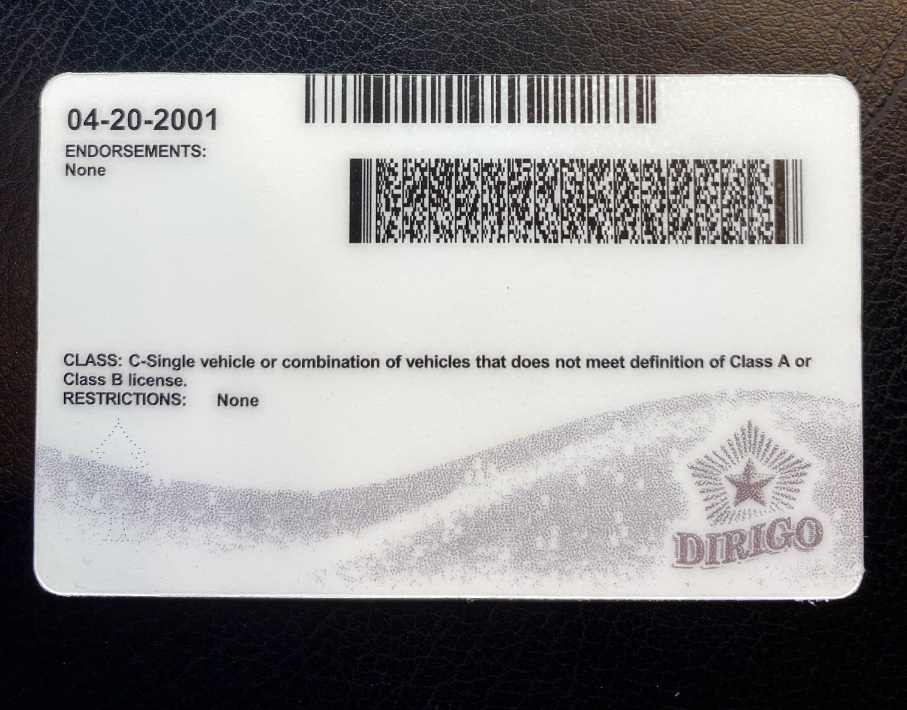 04-20-2001
ENDORSEMENTS:
None
CLASS: C-Single vehicle or combination of vehicles that does not meet definition of Class A or
Class B license.
RESTRICTIONS: None
DIRIGO